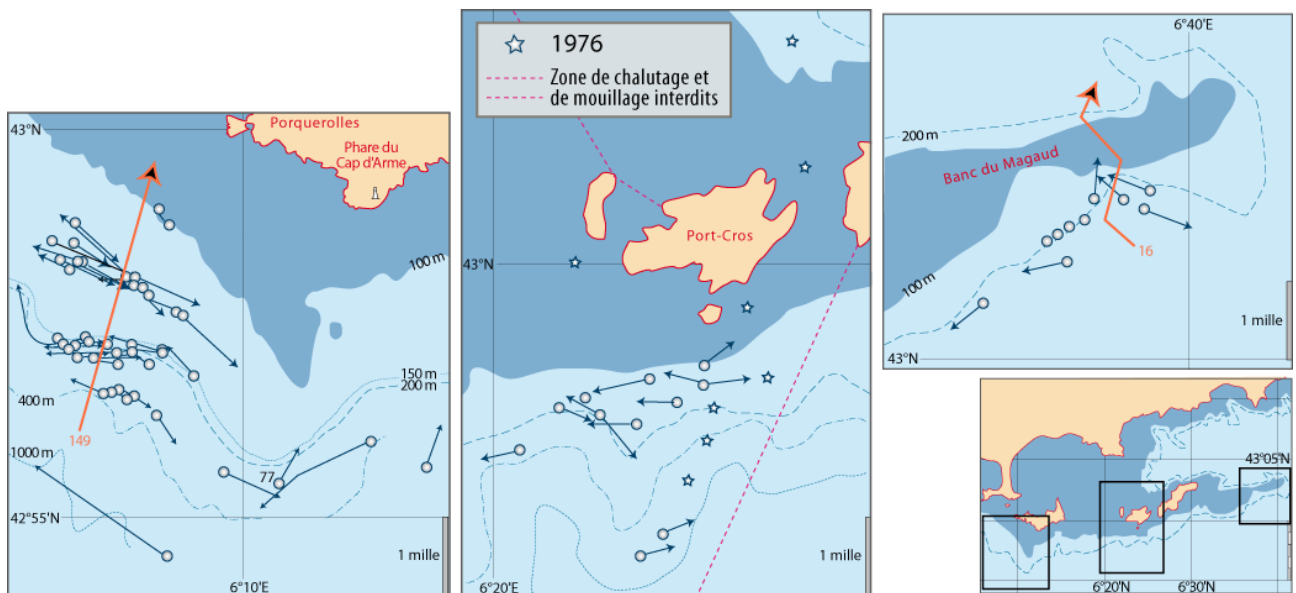 43°N
Porquerolles
Phare du
Cap d'Arme
100 m
150 m
200 m
400 m
149
1000 m
77
42°55'N
1 mille
6°10'E
1976
Zone de chalutage et
de mouillage interdits
Port-Cros
43°N
1 mille
6°20'E
6°40'E
200 m
Banc du Magaud
16
100 m
1 mille
43°N
43°05'N
6°20'N
6°30'N